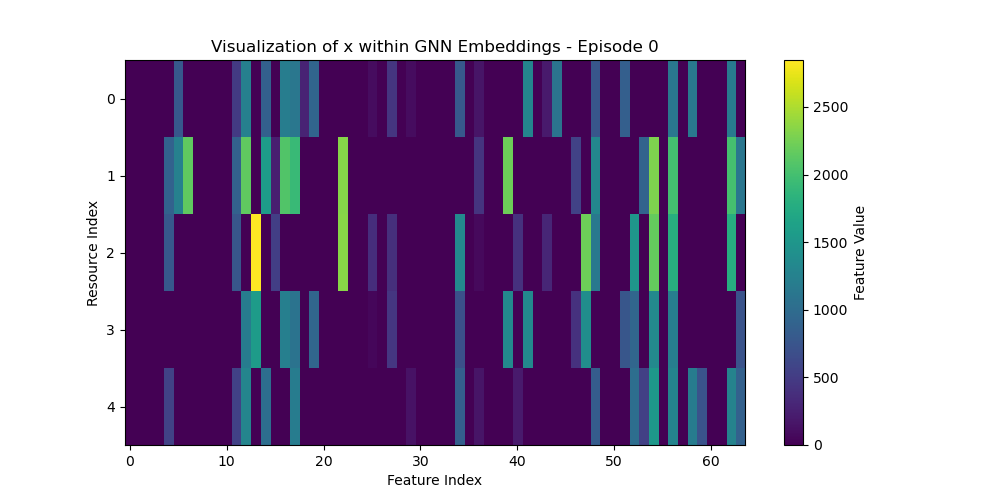 Visualization of x within GNN Embeddings - Episode 0
Resource Index
0
1
2
3
4
0 10 20 30 40 50 60
Feature Index
2500
2000
1500
1000
500
0
Feature Value